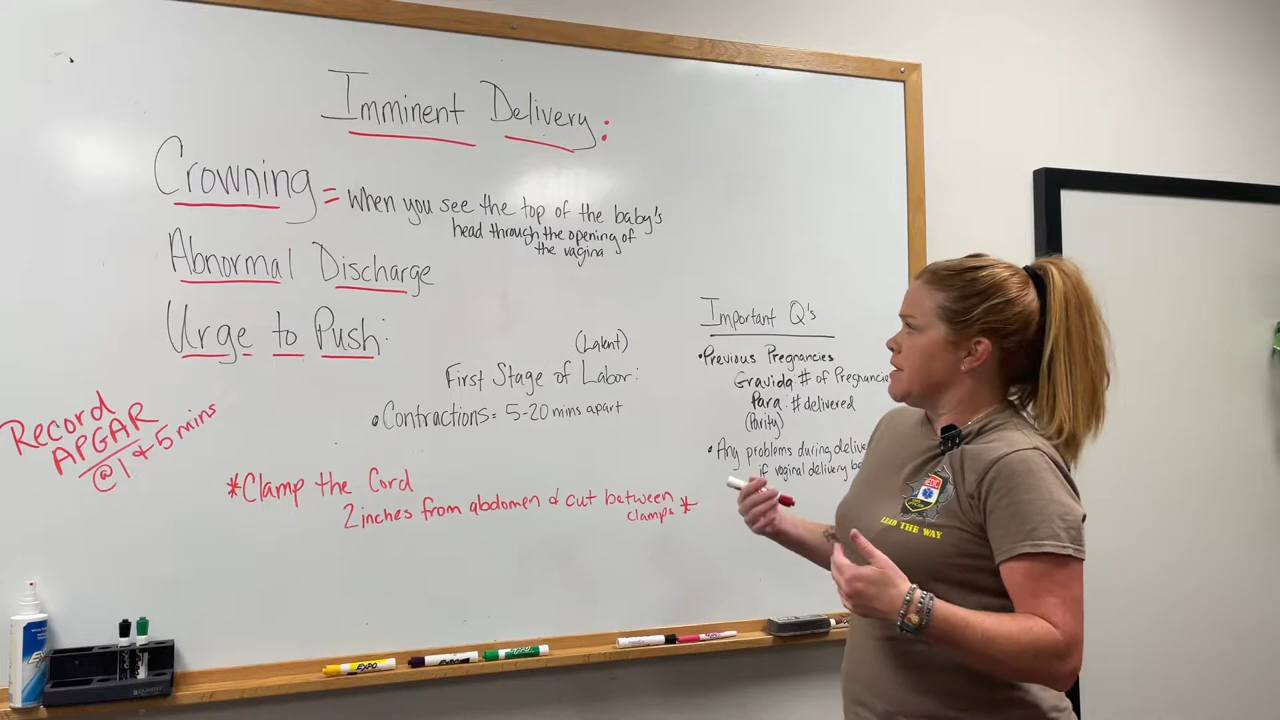 Imminent Delivery:
Crowning = When you see the top of the baby's
head through the opening of
the vagina
Abnormal Discharge
Urge to Push:
(Latent)
First Stage of Labor:
• Contractions = 5-20 mins apart
Record
APGAR
@ 1 & 5 mins
*Clamp the Cord
2 inches from abdomen & cut between
clamps *
Important Q's
• Previous Pregnancies
Gravida: # of Pregnancie
Para: # delivered
(Parity)
• Any problems during delive
if vaginal delivery be
MEDIC
LEAD THE WAY
EXPO